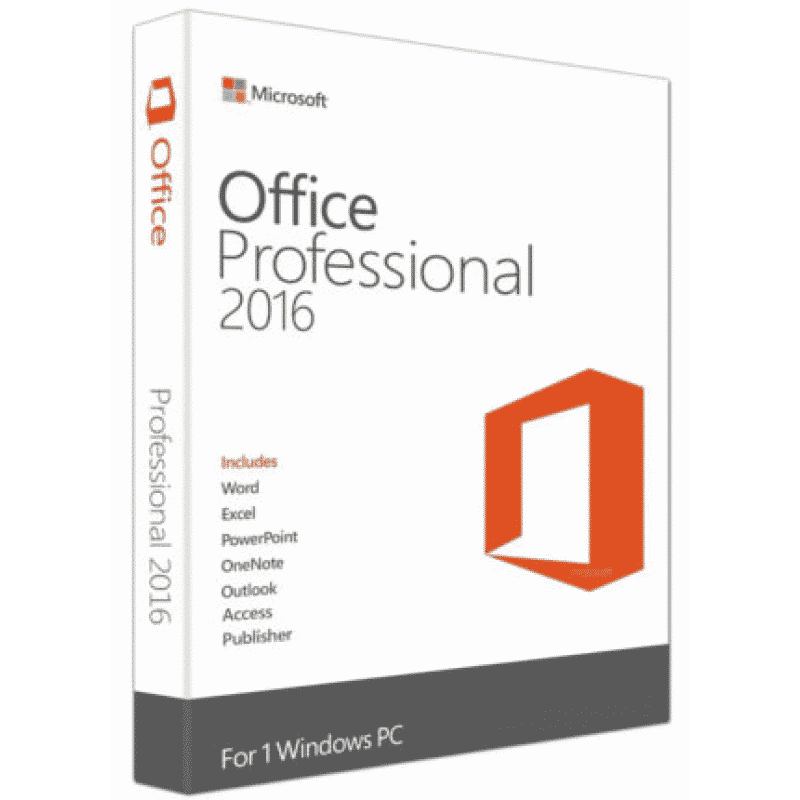 Microsoft
Office
Professional
2016
Includes
Word
Excel
PowerPoint
OneNote
Outlook
Access
Publisher
For 1 Windows PC
Office
Professional 2016